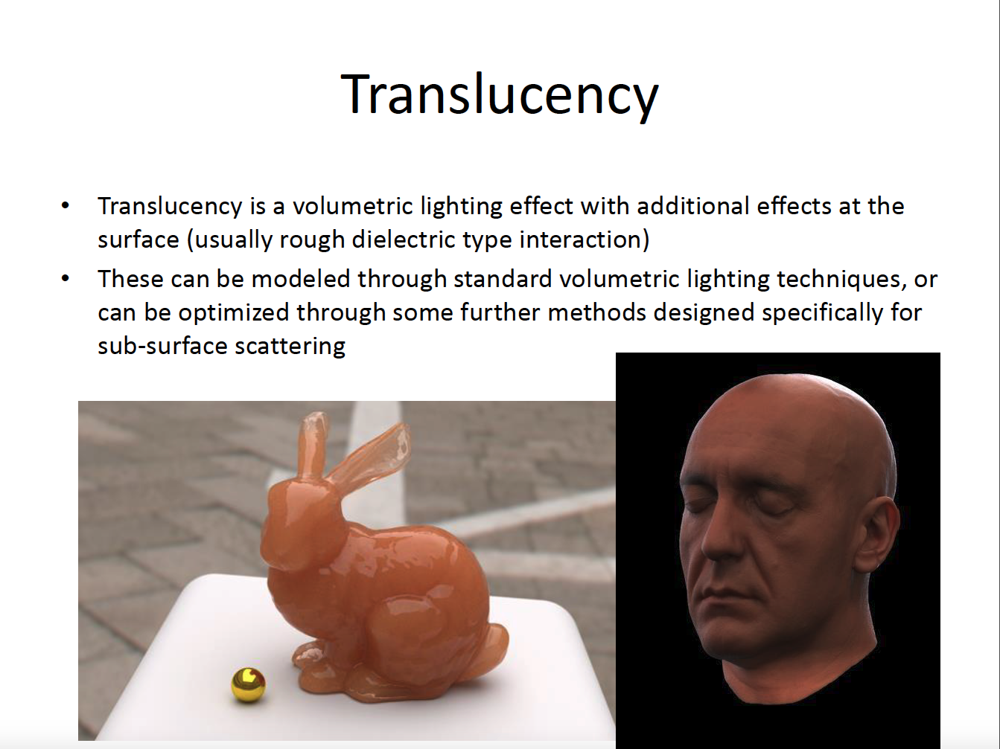 Translucency
• Translucency is a volumetric lighting effect with additional effects at the
surface (usually rough dielectric type interaction)
• These can be modeled through standard volumetric lighting techniques, or
can be optimized through some further methods designed specifically for
sub-surface scattering